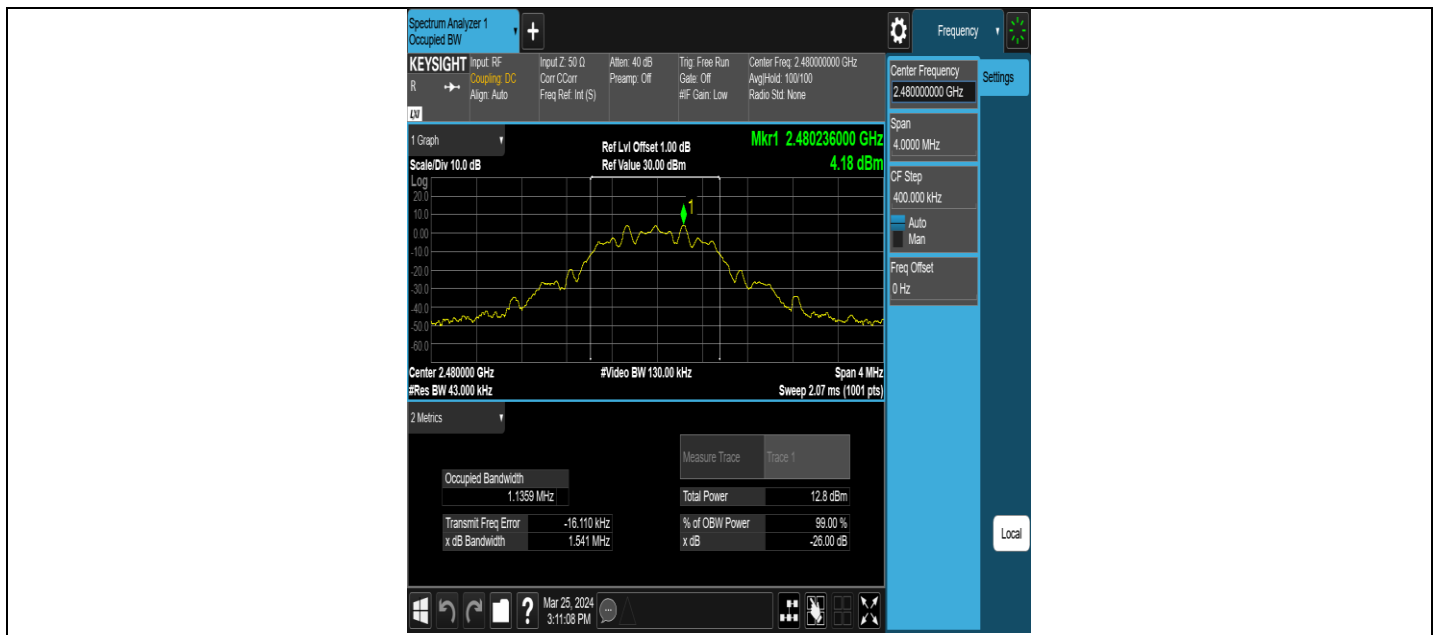 Spectrum Analyzer 1
Occupied BW
+
Frequency
KEYSIGHT
R
LXI
Input: RF
Coupling: DC
Align: Auto
Input Z: 50 Ω
Corr CCorr
Freq Ref: Int (S)
Atten: 40 dB
Preamp: Off
Trig: Free Run
Gate: Off
#IF Gain: Low
Center Freq: 2.480000000 GHz
Avg|Hold: 100/100
Radio Std: None
Center Frequency
2.480000000 GHz
Settings
Span
4.0000 MHz
CF Step
400.000 kHz
Auto
Man
Freq Offset
0 Hz
Local
1 Graph
Scale/Div 10.0 dB
Ref Lvl Offset 1.00 dB
Ref Value 30.00 dBm
Mkr1 2.480236000 GHz
4.18 dBm
Log
20.0
10.0
0.00
-10.0
-20.0
-30.0
-40.0
-50.0
-60.0
1
Center 2.480000 GHz
#Video BW 130.00 kHz
Span 4 MHz
#Res BW 43.000 kHz
Sweep 2.07 ms (1001 pts)
2 Metrics
Measure Trace
Trace 1
Occupied Bandwidth
1.1359 MHz
Total Power
12.8 dBm
Transmit Freq Error
-16.110 kHz
% of OBW Power
99.00 %
x dB Bandwidth
1.541 MHz
x dB
-26.00 dB
?
Mar 25, 2024
3:11:08 PM